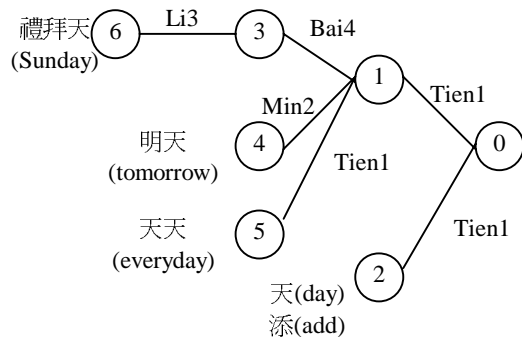 禮拜天
(Sunday)
6
Li3
3
Bai4
1
Tien1
0
Min2
4
明天
(tomorrow)
Tien1
5
天天
(everyday)
Tien1
2
天(day)
添(add)